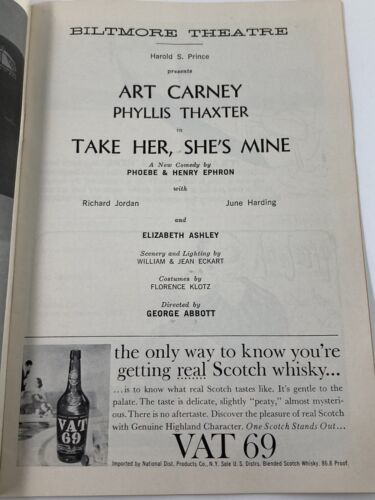 BILTMORE THEATRE
Harold S. Prince
presents
ART CARNEY
PHYLLIS THAXTER
in
TAKE HER, SHE'S MINE
A New Comedy by
PHOEBE & HENRY EPHRON
with
Richard Jordan June Harding
and
ELIZABETH ASHLEY
Scenery and Lighting by
WILLIAM & JEAN ECKART
Costumes by
FLORENCE KLOTZ
Directed by
GEORGE ABBOTT
the only way to know you're
getting real Scotch whisky...
...is to know what real Scotch tastes like. It's gentle to the
palate. The taste is delicate, slightly "peaty," almost mysteri-
ous. There is no aftertaste. Discover the pleasure of real Scotch
with Genuine Highland Character. One Scotch Stands Out...
VAT 69
Imported by National Dist. Products Co., N.Y. Sole U.S. Distrs. Blended Scotch Whisky. 86.8 Proof.
VAT
69